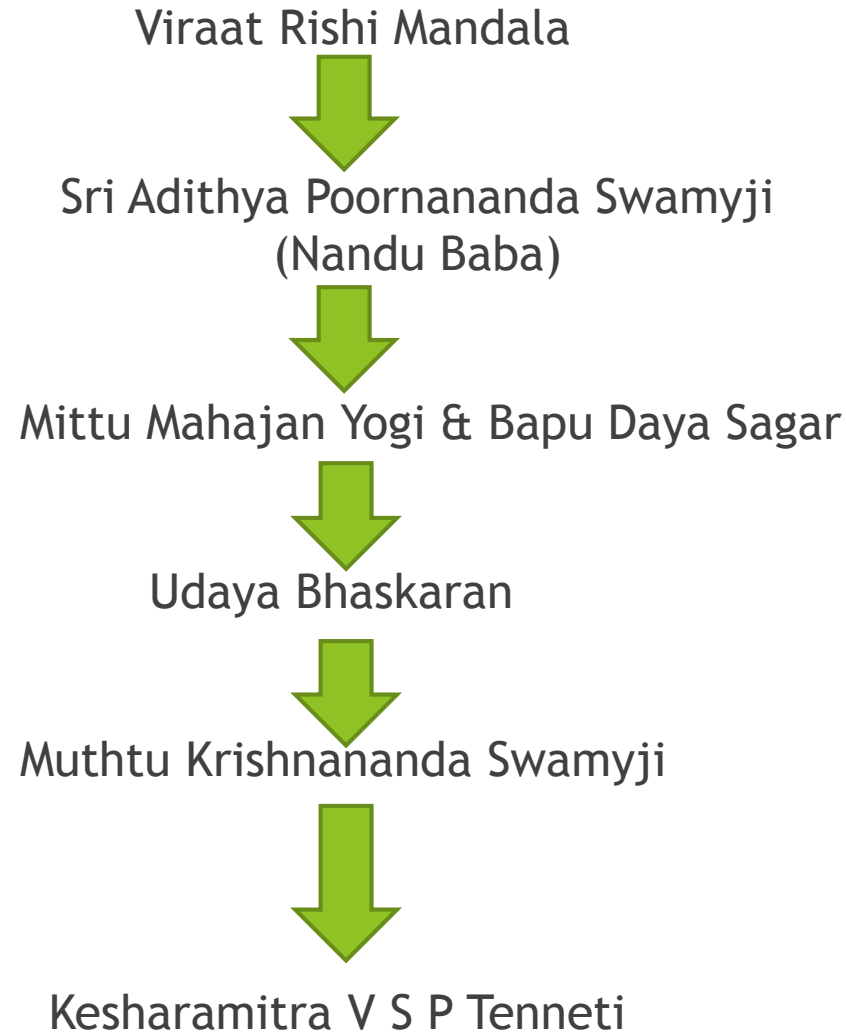 Viraat Rishi Mandala
Sri Adithya Poornananda Swamyji
(Nandu Baba)
Mittu Mahajan Yogi & Bapu Daya Sagar
Udaya Bhaskaran
Muthtu Krishnananda Swamyji
Kesharamitra V S P Tenneti